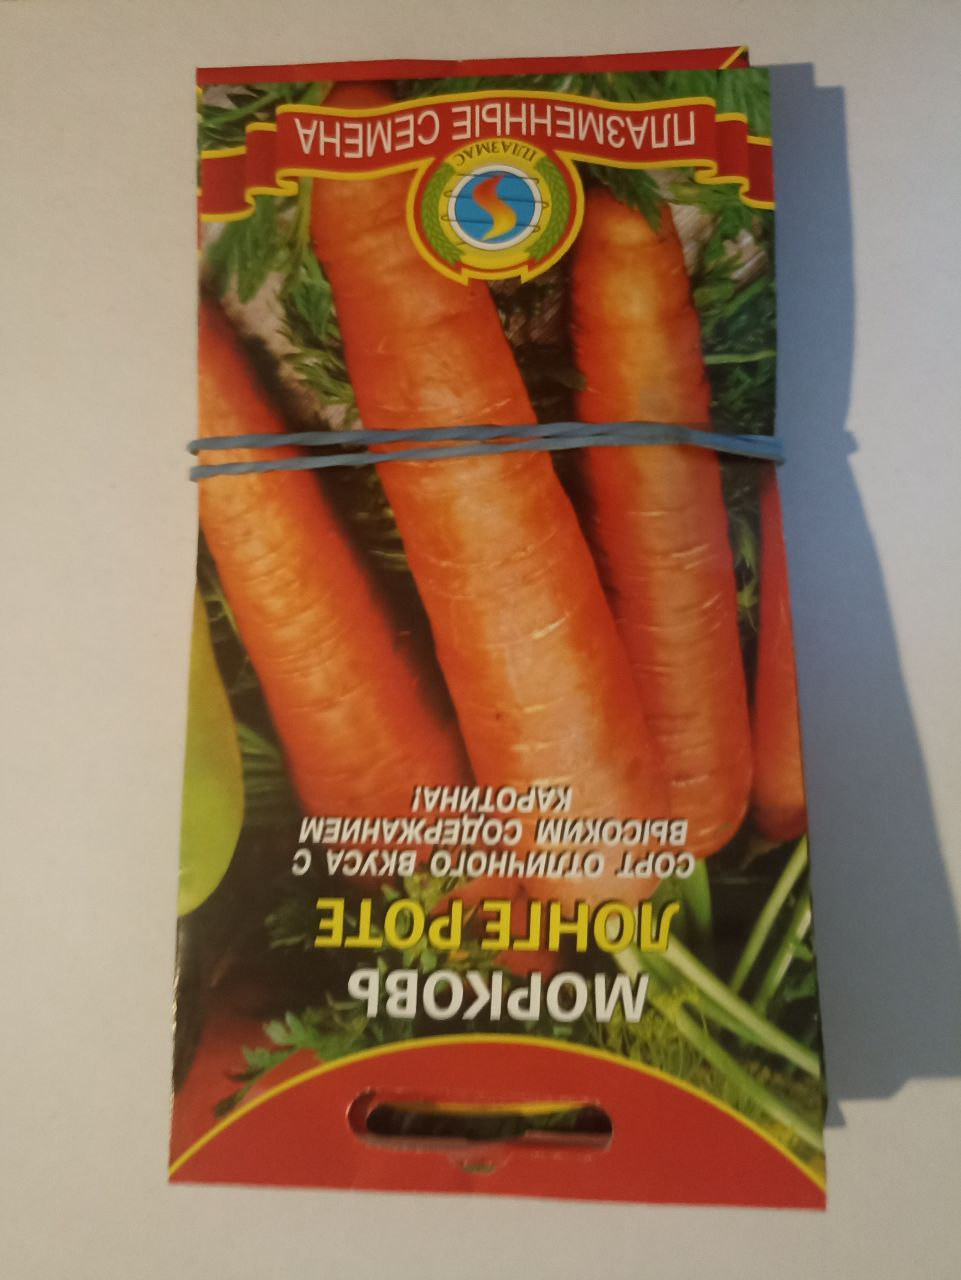 МОРКОВЬ
ЛОНГЕ РОТЕ
СОРТ ОТЛИЧНОГО ВКУСА С
ВЫСОКИМ СОДЕРЖАНИЕМ
КАРОТИНА!
ПЛАЗМАС
ПЛАЗМЕННЫЕ СЕМЕНА